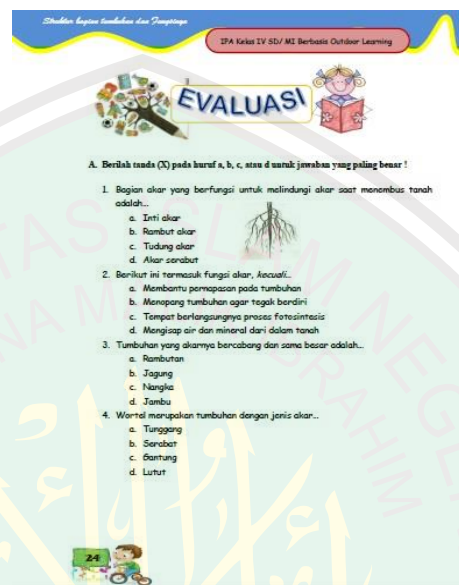 Struktur bagian tumbuhan dan Fungsinya
IPA Kelas IV SD/ MI Berbasis Outdoor Learning
EVALUASI
A. Berilah tanda (X) pada huruf a, b, c, atau d untuk jawaban yang paling benar !
1. Bagian akar yang berfungsi untuk melindungi akar saat menembus tanah
adalah...
a. Inti akar
b. Rambut akar
c. Tudung akar
d. Akar serabut
2. Berikut ini termasuk fungsi akar, kecuali...
a. Membantu pernapasan pada tumbuhan
b. Menopang tumbuhan agar tegak berdiri
c. Tempat berlangsungnya proses fotosintesis
d. Mengisap air dan mineral dari dalam tanah
3. Tumbuhan yang akarnya bercabang dan sama besar adalah...
a. Rambutan
b. Jagung
c. Nangka
d. Jambu
4. Wortel merupakan tumbuhan dengan jenis akar...
a. Tunggang
b. Serabat
c. Gantung
d. Lutut
24